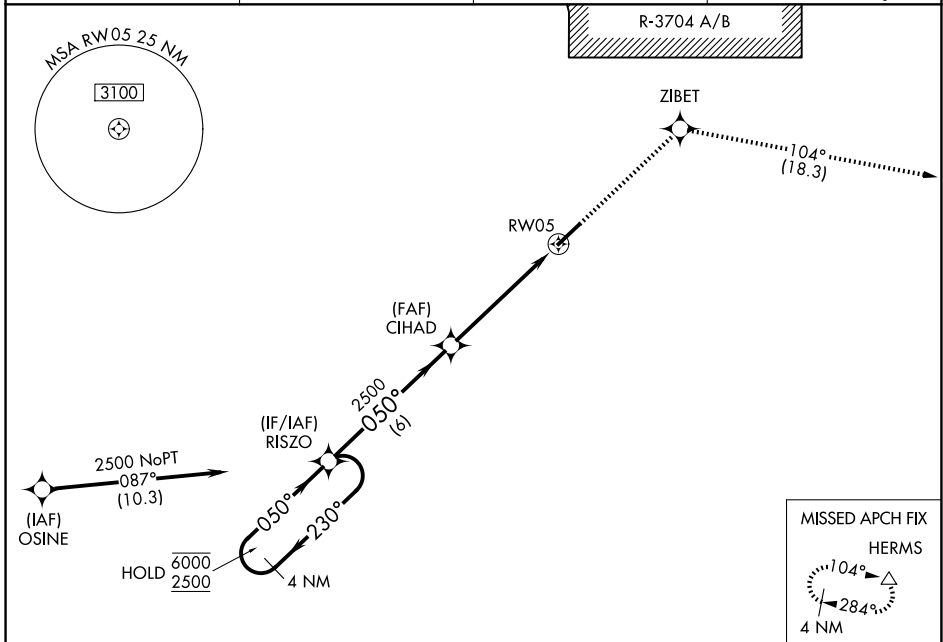 R-3704 A/B
MSA RW05 25 NM
3100
ZIBET
104°
(18.3)
RW05
(FAF)
CIHAD
2500
050°
(6)
(IF/IAF)
RISZO
2500 NoPT
087°
(10.3)
(IAF)
OSINE
050°
230°
HOLD
6000
2500
4 NM
MISSED APCH FIX
HERMS
104°
284°
4 NM